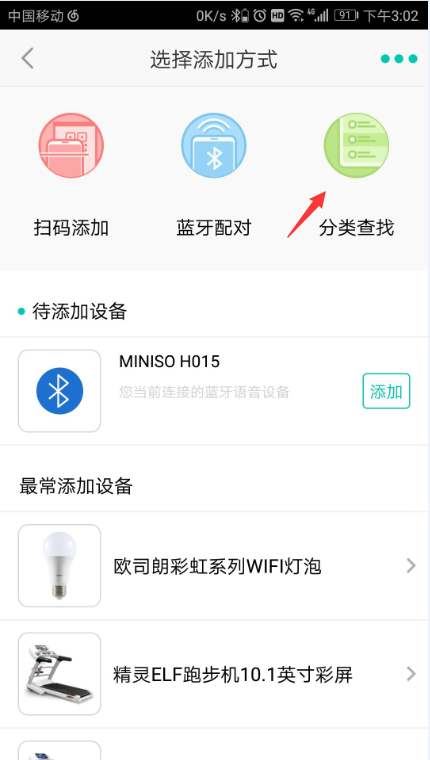 中国移动 0K/s HD 4G 91 下午3:02
选择添加方式
扫码添加 蓝牙配对 分类查找
待添加设备
MINISO H015
您当前连接的蓝牙语音设备
添加
最常添加设备
欧司朗彩虹系列WIFI灯泡
精灵ELF跑步机10.1英寸彩屏